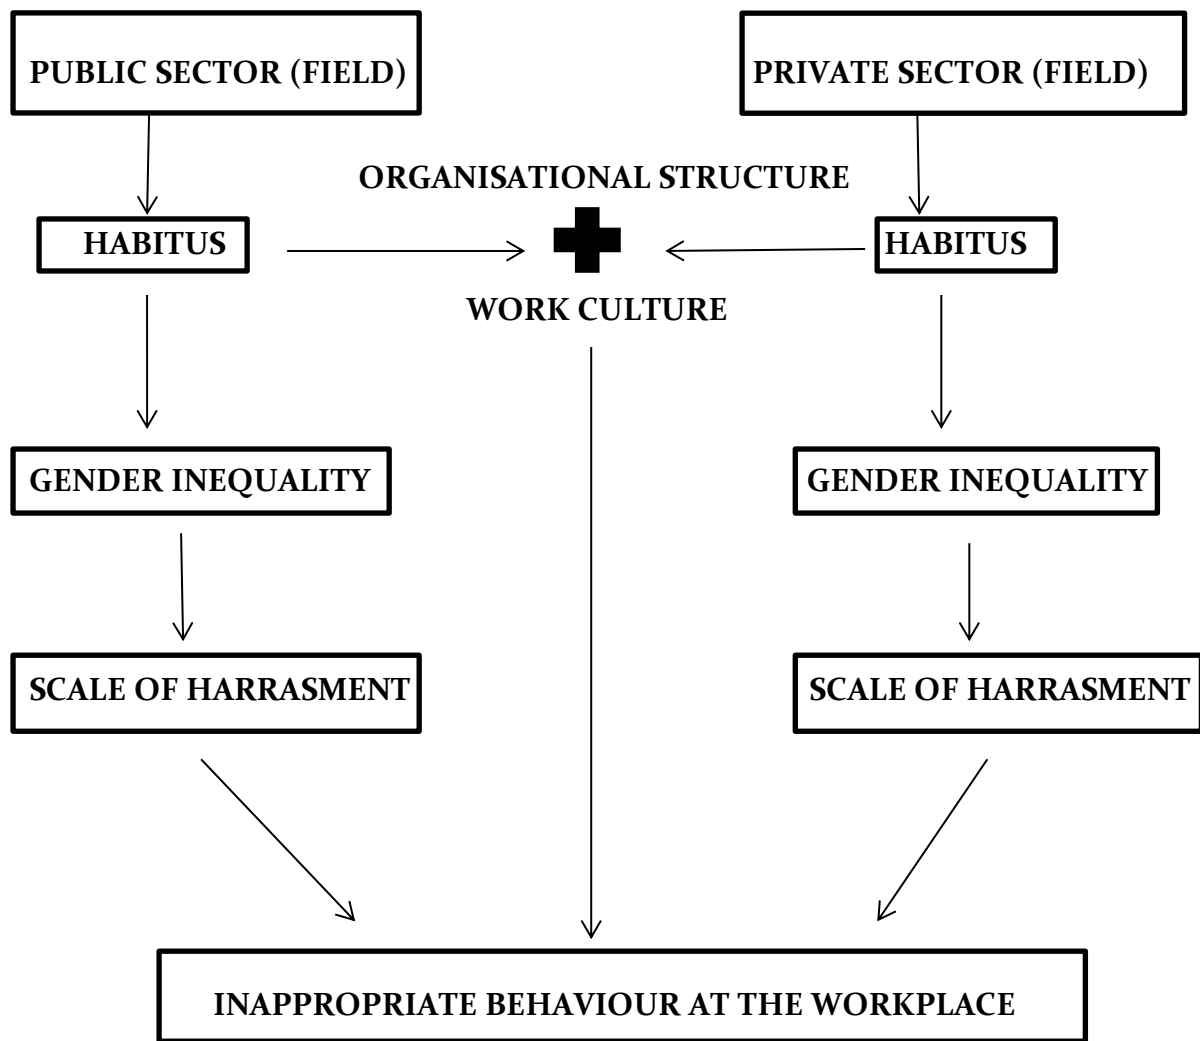 PUBLIC SECTOR (FIELD)
PRIVATE SECTOR (FIELD)
ORGANISATIONAL STRUCTURE
HABITUS
HABITUS
WORK CULTURE
GENDER INEQUALITY
GENDER INEQUALITY
SCALE OF HARRASMENT
SCALE OF HARRASMENT
INAPPROPRIATE BEHAVIOUR AT THE WORKPLACE